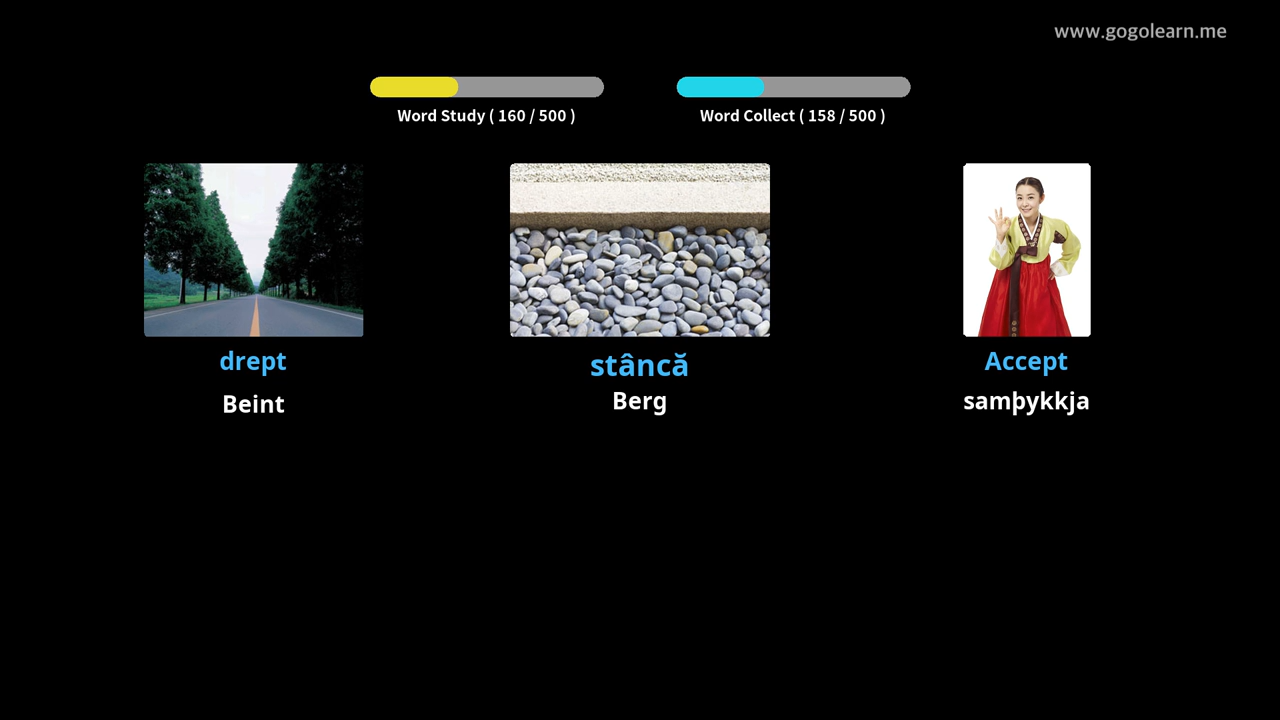 www.gogolearn.me
Word Study ( 160 / 500 )
Word Collect ( 158 / 500 )
drept
stâncă
Accept
Beint
Berg
samþykkja